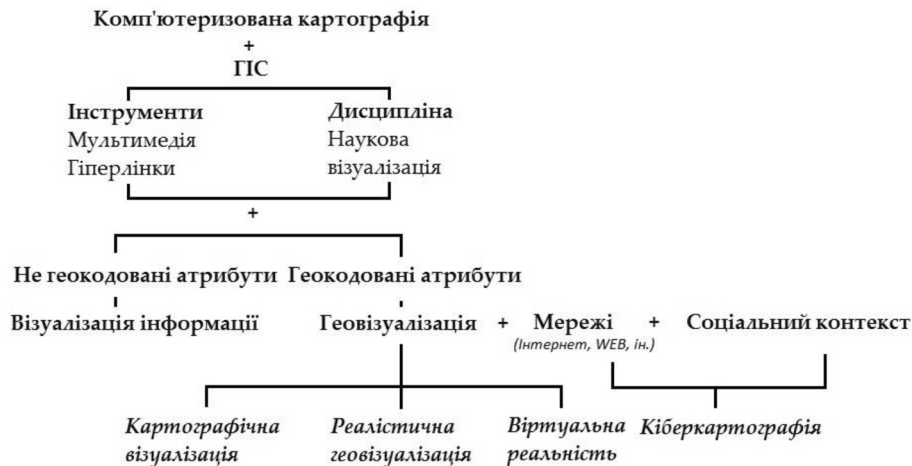 Комп'ютеризована картографія
+
ГІС
Інструменти
Мультимедія
Гіперлінки
Дисципліна
Наукова
візуалізація
+
Не геокодовані атрибути Геокодовані атрибути
Візуалізація інформації Геовізуалізація + Мережі + Соціальний контекст
(Інтернет, WEB, ін.)
Картографічна
візуалізація
Реалістична
геовізуалізація
Віртуальна
реальність
Кіберкартографія